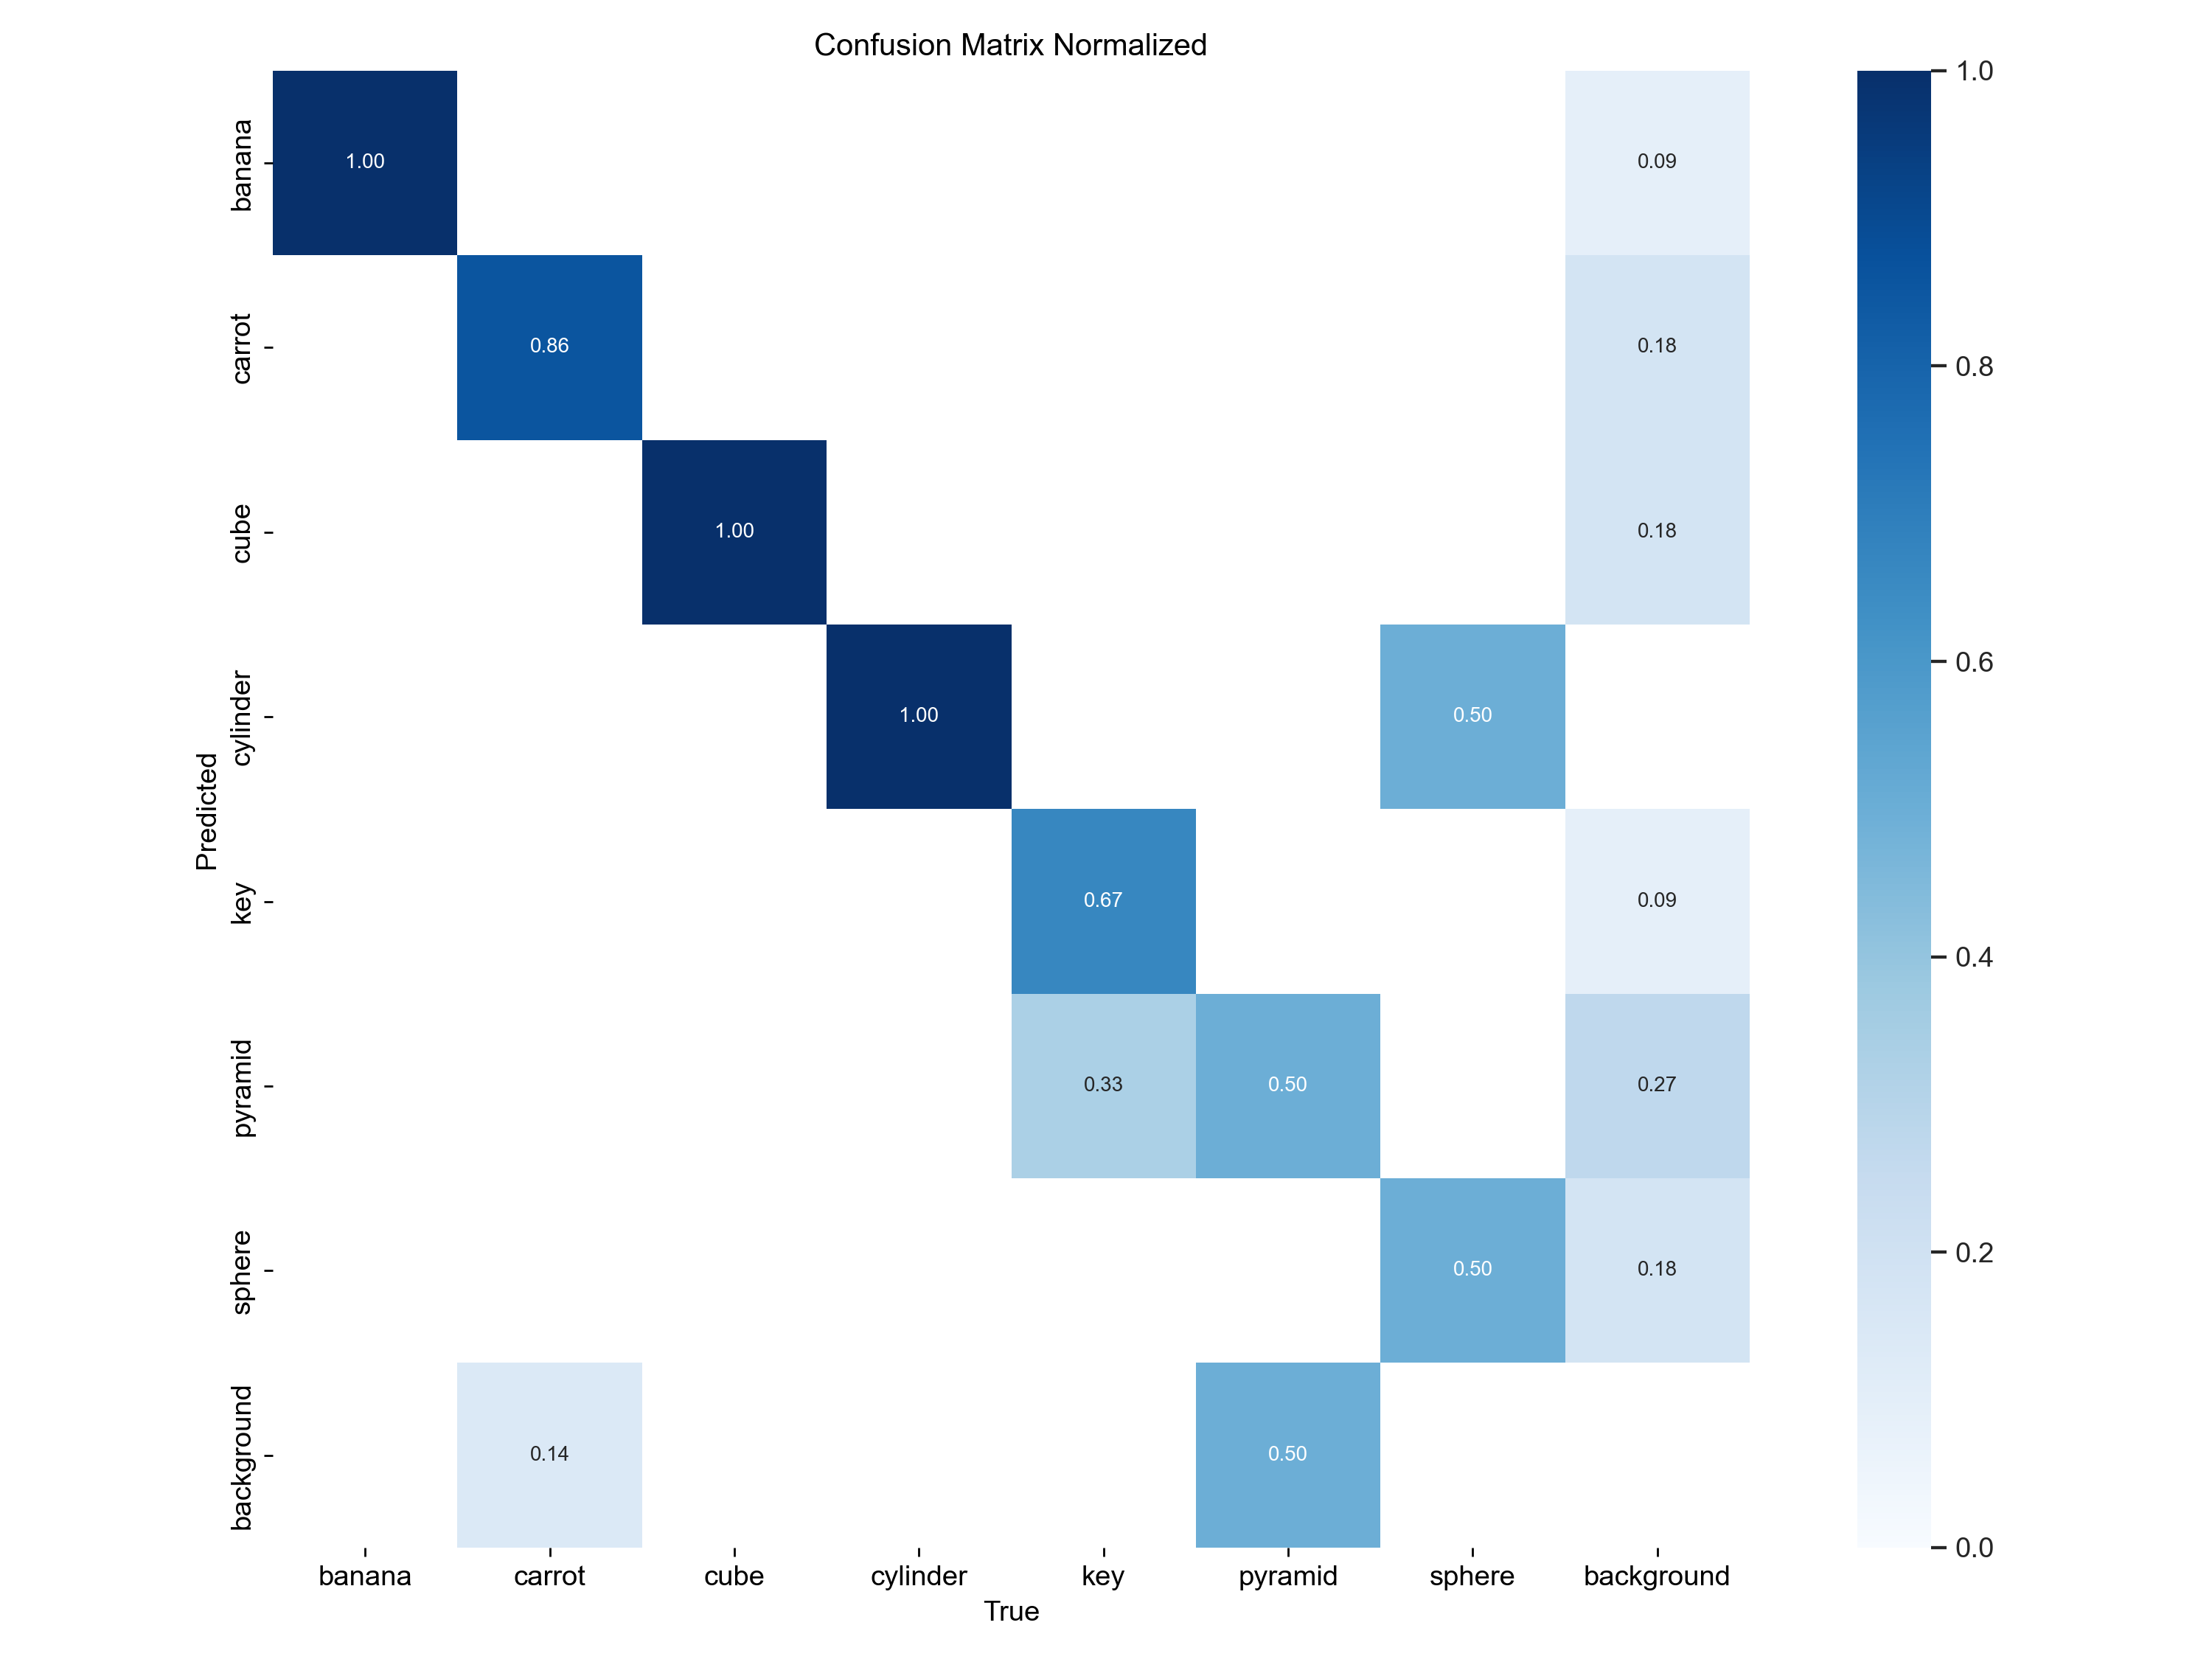 Confusion Matrix Normalized
banana 1.00 0.09
carrot 0.86 0.18
cube 1.00 0.18
cylinder 1.00 0.50
key 0.67 0.09
pyramid 0.33 0.50 0.27
sphere 0.50 0.18
background 0.14 0.50
Predicted
banana carrot cube cylinder key pyramid sphere background
True
1.0
0.8
0.6
0.4
0.2
0.0